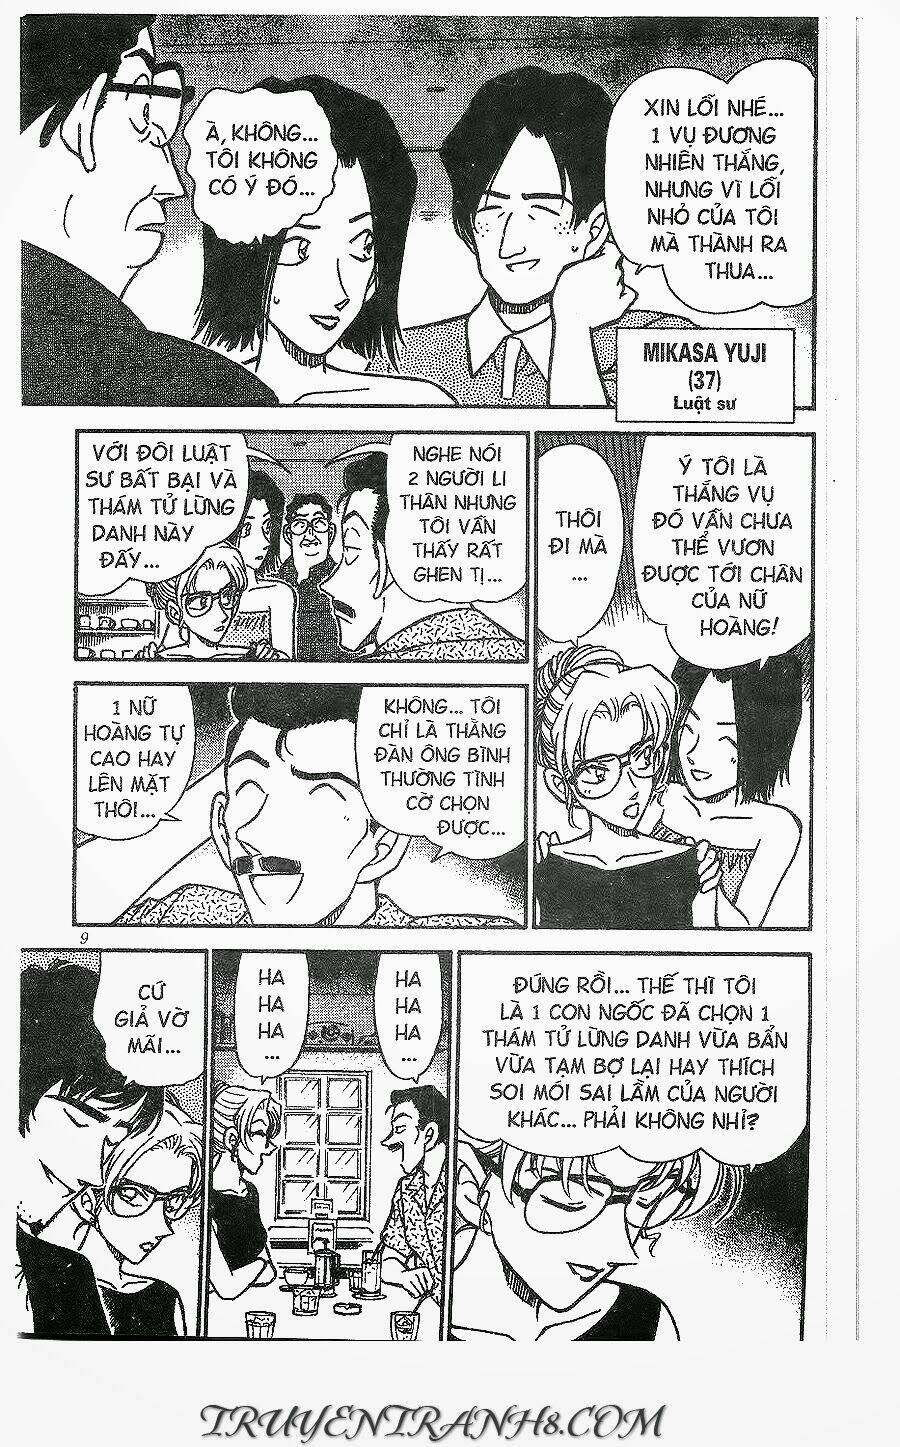 XIN LỖI NHÉ...
1 VỤ ĐƯƠNG
NHIÊN THẮNG,
NHƯNG VÌ LỖI
NHỎ CỦA TÔI
MÀ THÀNH RA
THUA...
À, KHÔNG...
TÔI KHÔNG
CÓ Ý ĐÓ...
MIKASA YUJI
(37)
Luật sư
VỚI ĐÔI LUẬT
SƯ BẤT BẠI VÀ
THÁM TỬ LỪNG
DANH NÀY
ĐẤY...
NGHE NÓI
2 NGƯỜI LI
THÂN NHƯNG
TÔI VẪN
THẤY RẤT
GHEN TỊ...
THÔI
ĐI MÀ
...
Ý TÔI LÀ
THẮNG VỤ
ĐÓ VẪN CHƯA
THỂ VƯƠN
ĐƯỢC TỚI CHÂN
CỦA NỮ
HOÀNG!
1 NỮ
HOÀNG TỰ
CAO HAY
LÊN MẶT
THÔI...
KHÔNG... TÔI
CHỈ LÀ THẰNG
ĐÀN ÔNG BÌNH
THƯỜNG TÌNH
CỜ CHỌN
ĐƯỢC...
9
CỨ
GIẢ VỜ
MÃI...
HA
HA
HA
...
HA
HA
HA
...
ĐÚNG RỒI... THẾ THÌ TÔI
LÀ 1 CON NGỐC ĐÃ CHỌN 1
THÁM TỬ LỪNG DANH VỪA BẨN
VỪA TẠM BỢ LẠI HAY THÍCH
SOI MÓI SAI LẦM CỦA NGƯỜI
KHÁC... PHẢI KHÔNG NHỈ?
TRUYENTRANH8.COM